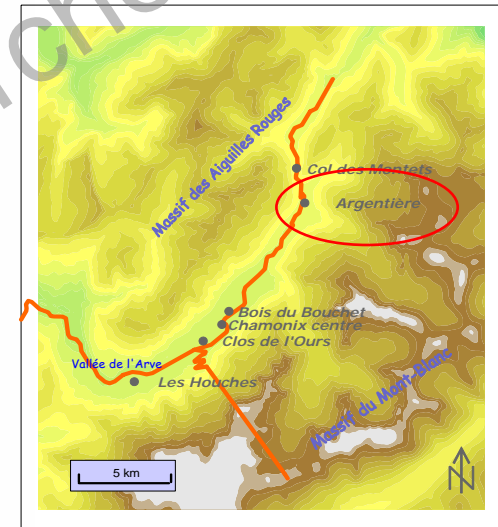 rche
Massif des Aiguilles Rouges
Col des Montets
Argentière
Bois du Bouchet
Chamonix centre
Clos de l'Ours
Vallée de l'Arve
Les Houches
Massif du Mont-Blanc
5 km
N